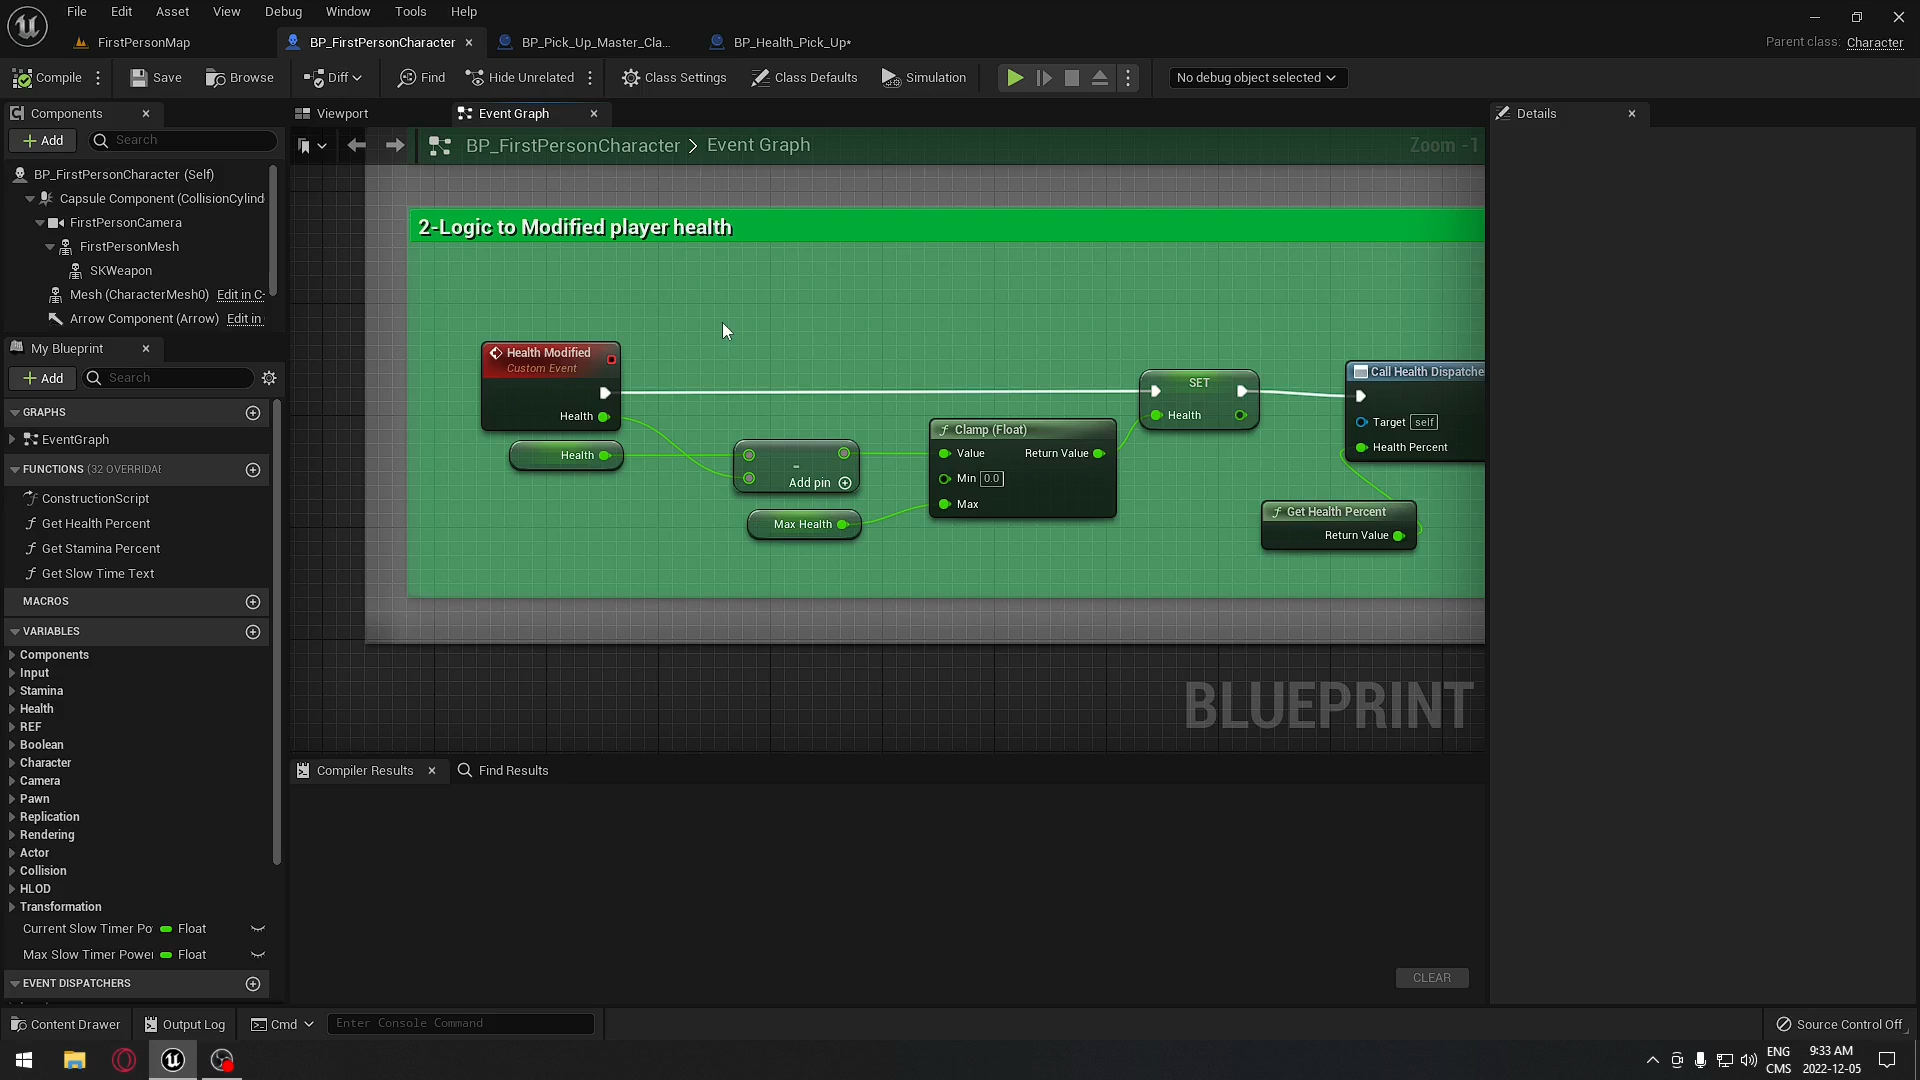 File Edit Asset View Debug Window Tools Help
FirstPersonMap BP_FirstPersonCharacter BP_Pick_Up_Master_Cla... BP_Health_Pick_Up*
Parent class: Character
Compile Save Browse Diff Find Hide Unrelated Class Settings Class Defaults Simulation No debug object selected
Components Viewport Event Graph Details
Add Search
BP_FirstPersonCharacter > Event Graph Zoom -1
BP_FirstPersonCharacter (Self)
Capsule Component (CollisionCylind
FirstPersonCamera
FirstPersonMesh
SKWeapon
Mesh (CharacterMesh0) Edit in C-
Arrow Component (Arrow) Edit in
2-Logic to Modified player health
Health Modified
Custom Event
Health
Health
-
Add pin
Max Health
Clamp (Float)
Value Return Value
Min 0.0
Max
SET
Health
Call Health Dispatche
Target self
Health Percent
Get Health Percent
Return Value
BLUEPRINT
My Blueprint
Add Search
GRAPHS
EventGraph
FUNCTIONS (32 OVERRIDAE
ConstructionScript
Get Health Percent
Get Stamina Percent
Get Slow Time Text
MACROS
VARIABLES
Components
Input
Stamina
Health
REF
Boolean
Character
Camera
Pawn
Replication
Rendering
Actor
Collision
HLOD
Transformation
Current Slow Timer Po Float
Max Slow Timer Power Float
EVENT DISPATCHERS
Compiler Results Find Results
CLEAR
Content Drawer Output Log Cmd Enter Console Command Source Control Off
ENG
CMS
9:33 AM
2022-12-05